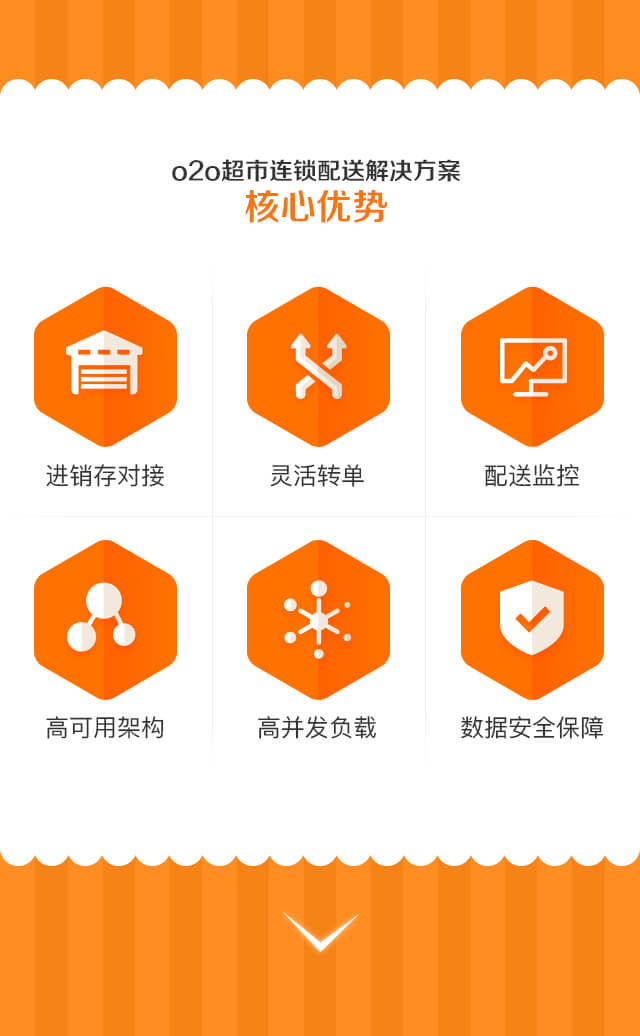 o2o超市连锁配送解决方案
核心优势
进销存对接
灵活转单
配送监控
高可用架构
高并发负载
数据安全保障